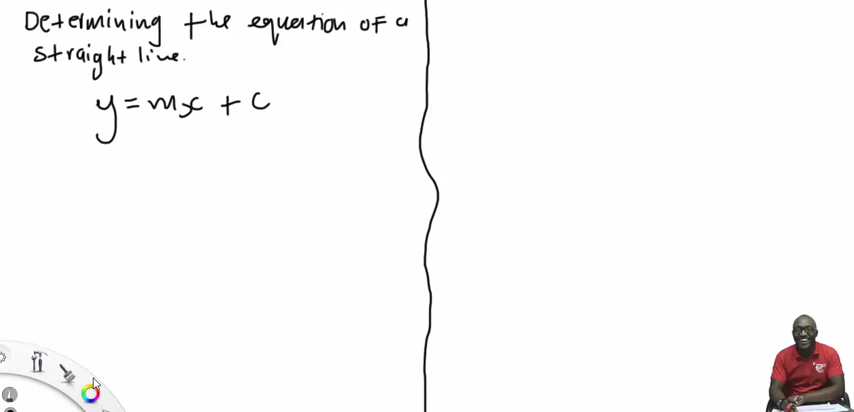 Determining the equation of a
straight line.
y = mx + c